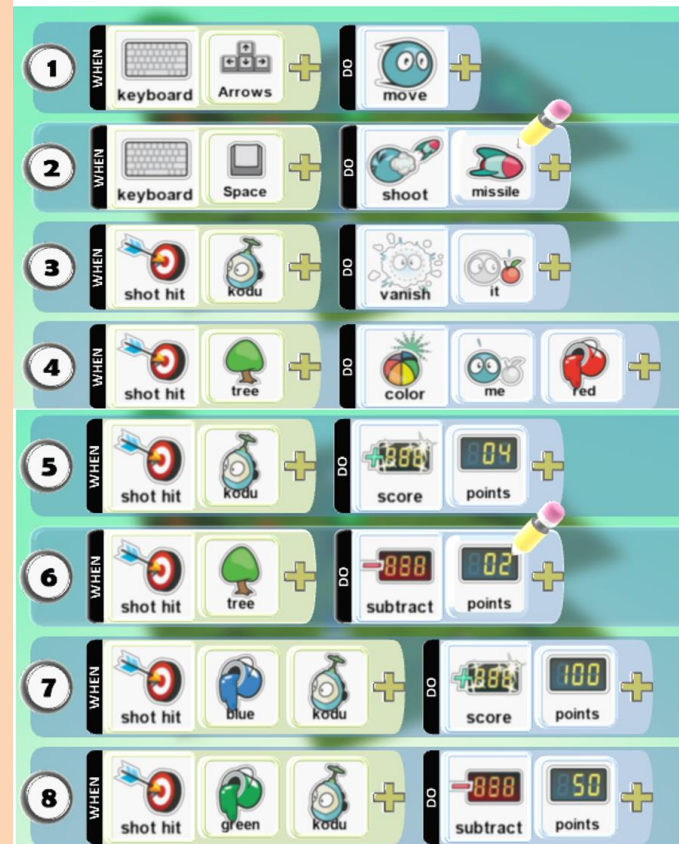 1 WHEN keyboard Arrows DO move
2 WHEN keyboard Space DO shoot missile
3 WHEN shot hit kodu DO vanish it
4 WHEN shot hit tree DO color me red
5 WHEN shot hit kodu DO score 04 points
6 WHEN shot hit tree DO subtract 02 points
7 WHEN shot hit blue kodu DO score 100 points
8 WHEN shot hit green kodu DO subtract 50 points